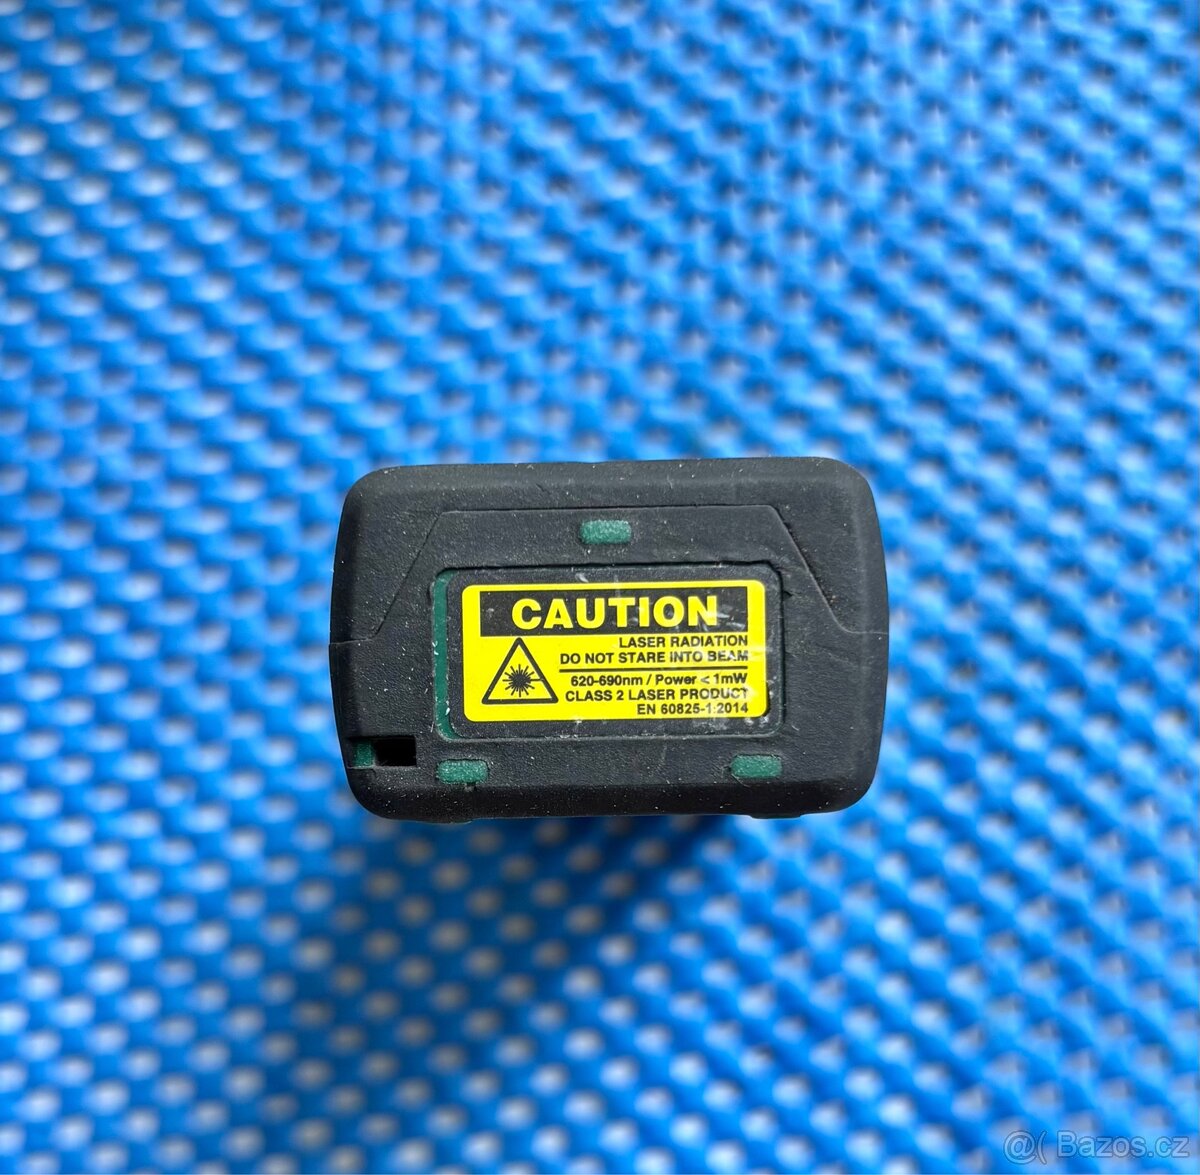 CAUTION
LASER RADIATION
DO NOT STARE INTO BEAM
620-690nm / Power < 1mW
CLASS 2 LASER PRODUCT
EN 60825-1:2014
@( Bazos.cz